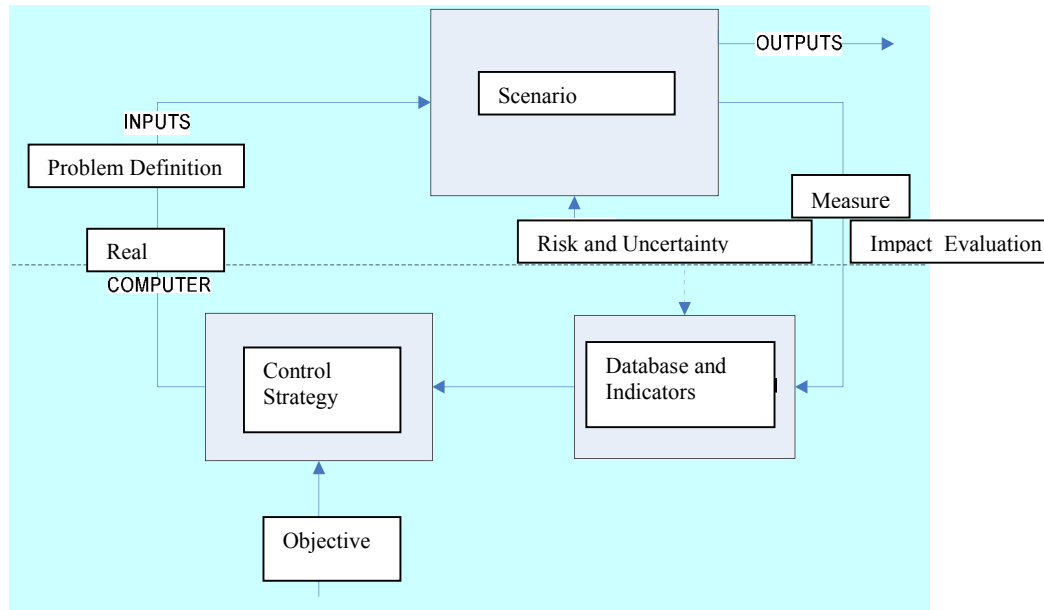 OUTPUTS
Scenario
INPUTS
Problem Definition
Measure
Real
Risk and Uncertainty
Impact Evaluation
COMPUTER
Control
Strategy
Database and
Indicators
Objective